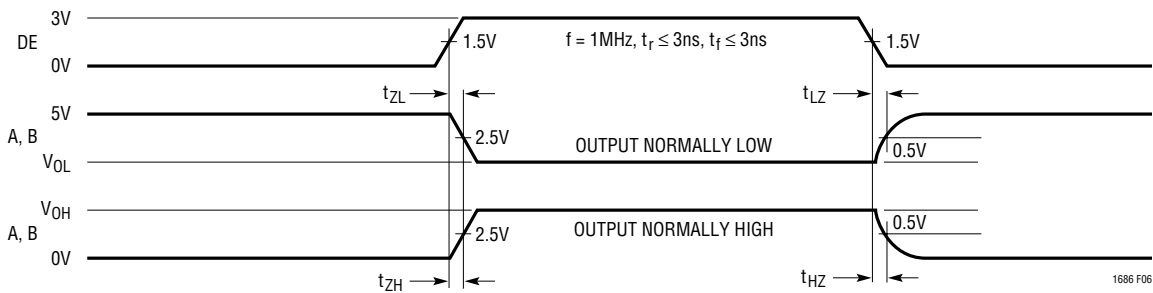 3V
DE
1.5V
f = 1MHz, tr ≤ 3ns, tf ≤ 3ns
1.5V
0V
tZL
tLZ
5V
A, B
2.5V
OUTPUT NORMALLY LOW
0.5V
VOL
VOH
A, B
2.5V
OUTPUT NORMALLY HIGH
0.5V
0V
tZH
tHZ
1686 F06